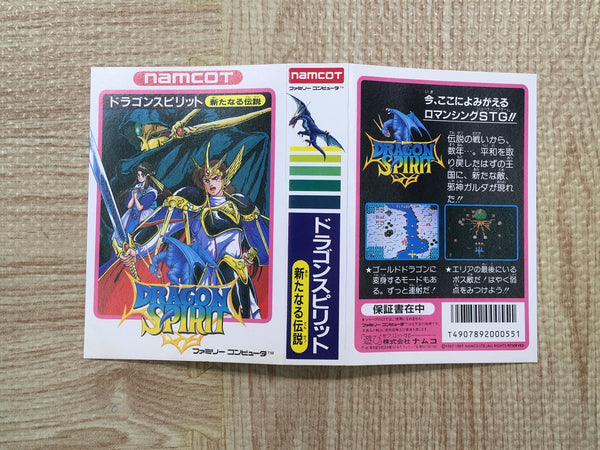 namcot
ドラゴンスピリット 新たなる伝説
DRAGON
SPIRIT
ファミリー コンピュータ™
namcot
ファミリー コンピュータ™
ドラゴンスピリット
新たなる伝説
今、ここによみがえる
ロマンシングSTG!!
DRAGON
SPIRIT
伝説の戦いから、
数年…。平和を取
り戻したはずの王
国に、新たな敵、
邪神ガルダが現れ
た!!
★ゴールドドラゴンに
変身するモードもあ
る。ずっと連射だ!
★エリアの最後にいる
ボス敵だ!はやく弱
点をみつけよう!!
保証書在中
株式会社ナムコ
T4907892000551